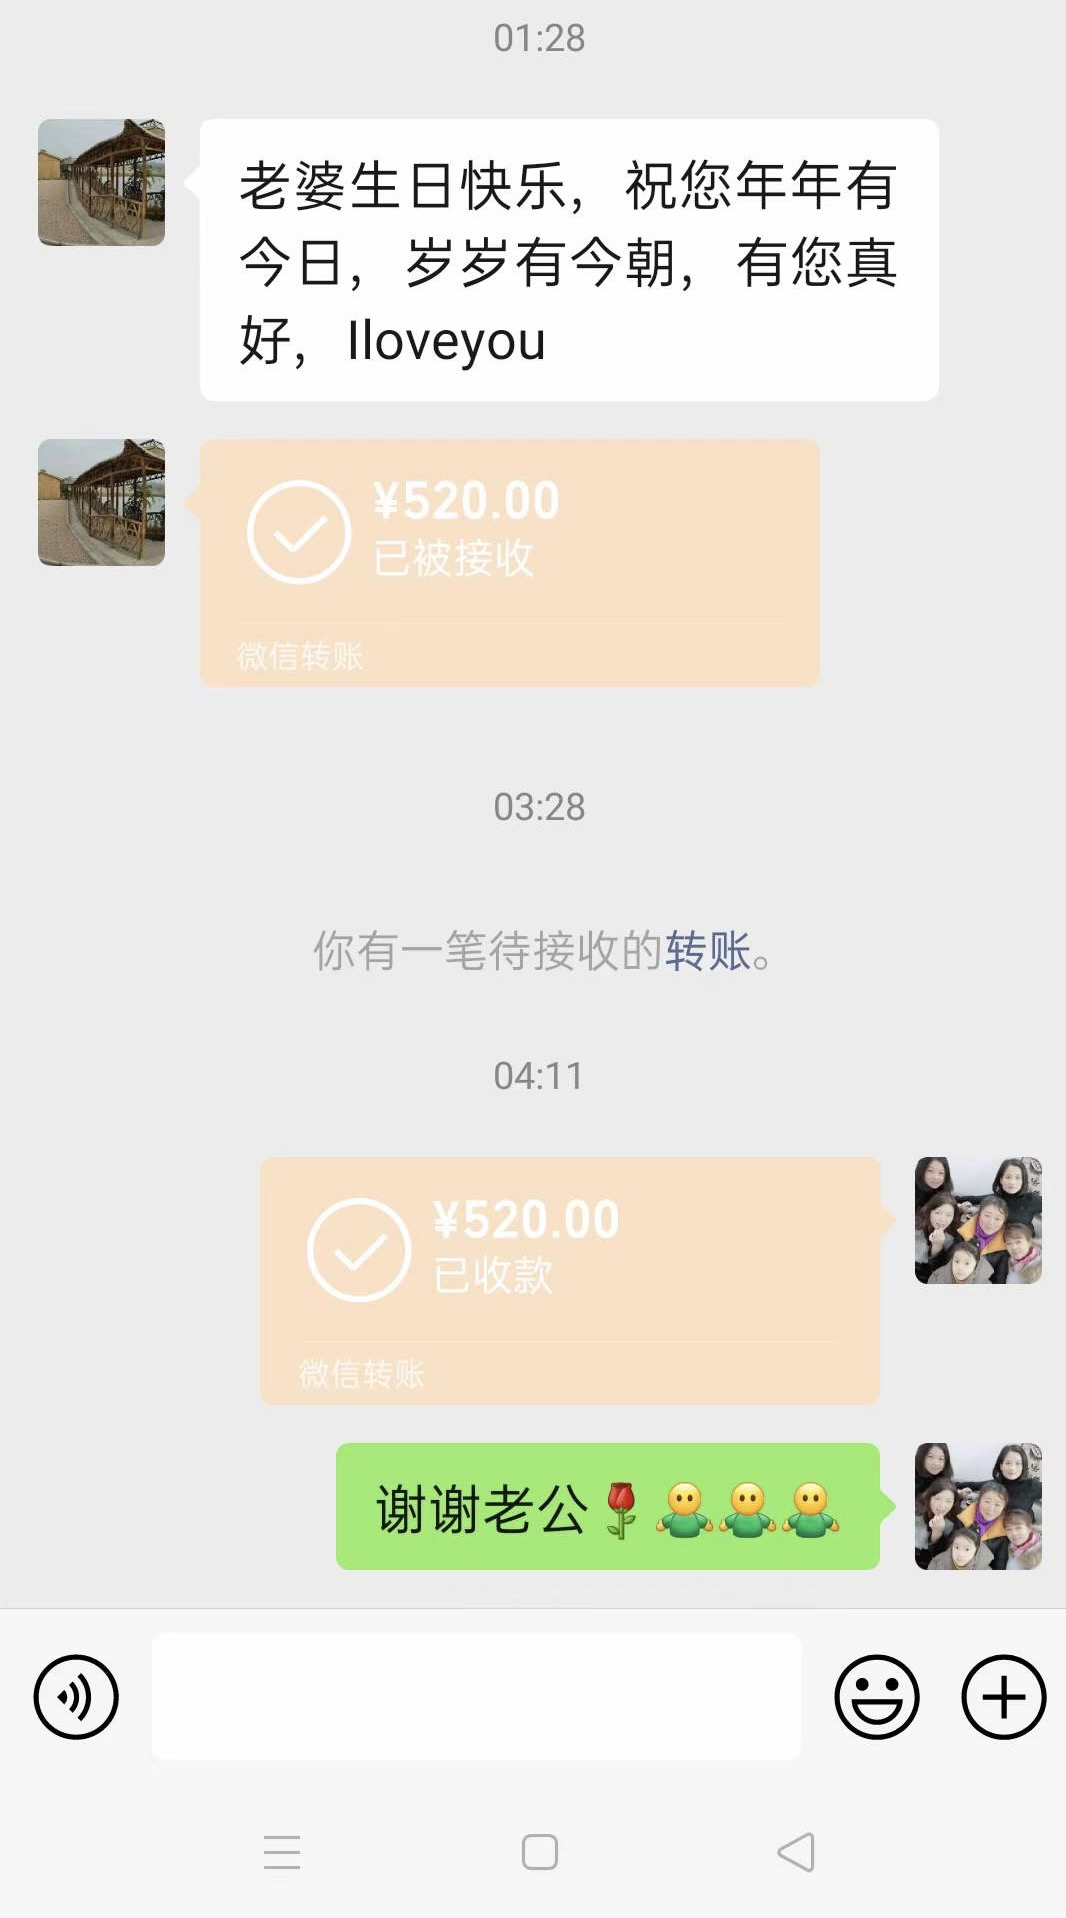 01:28
老婆生日快乐，祝您年年有
今日，岁岁有今朝，有您真
好，Iloveyou
¥520.00
已被接收
微信转账
03:28
你有一笔待接收的转账。
04:11
¥520.00
已收款
微信转账
谢谢老公🌹